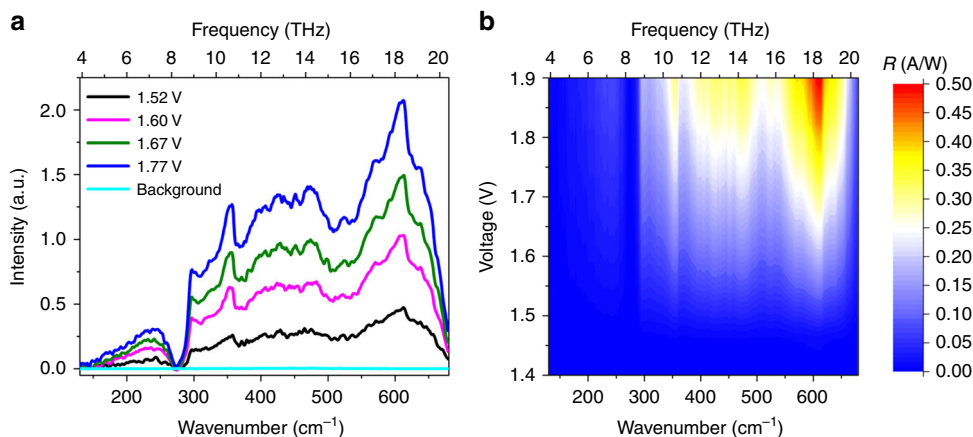 a
Frequency (THz)
4 6 8 10 12 14 16 18 20
2.0
1.5
1.0
0.5
0.0
Intensity (a.u.)
1.52 V
1.60 V
1.67 V
1.77 V
Background
200 300 400 500 600
Wavenumber (cm⁻¹)
b
Frequency (THz)
4 6 8 10 12 14 16 18 20
1.9
1.8
1.7
1.6
1.5
1.4
Voltage (V)
200 300 400 500 600
Wavenumber (cm⁻¹)
R (A/W)
0.50
0.45
0.40
0.35
0.30
0.25
0.20
0.15
0.10
0.05
0.00